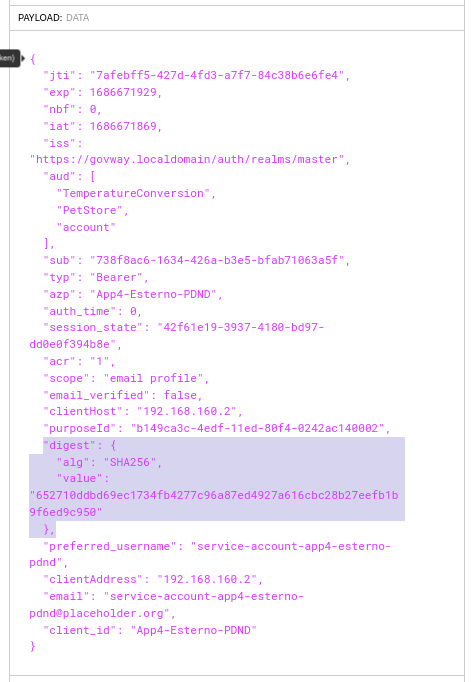 PAYLOAD: DATA
ken)
{
"jti": "7afebff5-427d-4fd3-a7f7-84c38b6e6fe4",
"exp": 1686671929,
"nbf": 0,
"iat": 1686671869,
"iss":
"https://govway.localdomain/auth/realms/master",
"aud": [
"TemperatureConversion",
"PetStore",
"account"
],
"sub": "738f8ac6-1634-426a-b3e5-bfab71063a5f",
"typ": "Bearer",
"azp": "App4-Esterno-PDND",
"auth_time": 0,
"session_state": "42f61e19-3937-4180-bd97-
dd0e0f394b8e",
"acr": "1",
"scope": "email profile",
"email_verified": false,
"clientHost": "192.168.160.2",
"purposeId": "b149ca3c-4edf-11ed-80f4-0242ac140002",
"digest": {
"alg": "SHA256",
"value":
"652710ddbd69ec1734fb4277c96a87ed4927a616cbc28b27eefb1b
9f6ed9c950"
},
"preferred_username": "service-account-app4-esterno-
pdnd",
"clientAddress": "192.168.160.2",
"email": "service-account-app4-esterno-
pdnd@placeholder.org",
"client_id": "App4-Esterno-PDND"
}